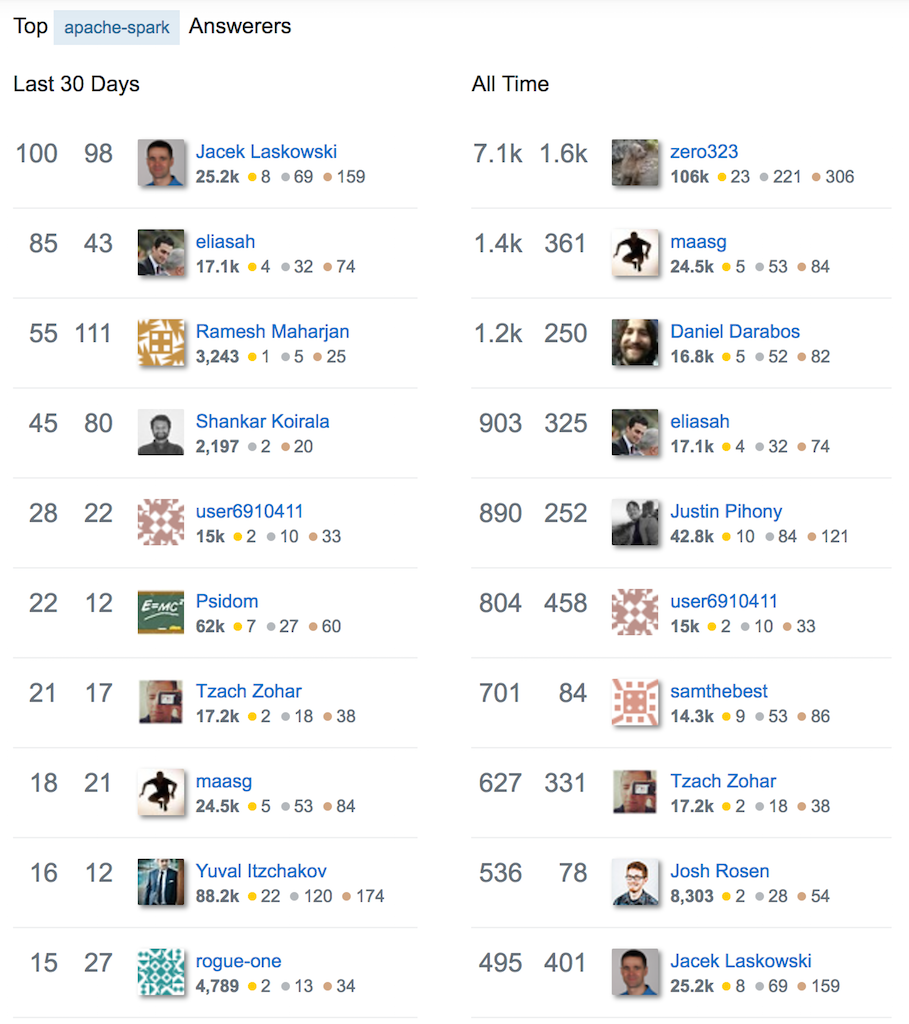 Top apache-spark Answerers
Last 30 Days
100 98 Jacek Laskowski
25.2k 8 69 159
85 43 eliasah
17.1k 4 32 74
55 111 Ramesh Maharjan
3,243 1 5 25
45 80 Shankar Koirala
2,197 2 20
28 22 user6910411
15k 2 10 33
22 12 Psidom
E=MC²
62k 7 27 60
21 17 Tzach Zohar
17.2k 2 18 38
18 21 maasg
24.5k 5 53 84
16 12 Yuval Itzchakov
88.2k 22 120 174
15 27 rogue-one
4,789 2 13 34
All Time
7.1k 1.6k zero323
106k 23 221 306
1.4k 361 maasg
24.5k 5 53 84
1.2k 250 Daniel Darabos
16.8k 5 52 82
903 325 eliasah
17.1k 4 32 74
890 252 Justin Pihony
42.8k 10 84 121
804 458 user6910411
15k 2 10 33
701 84 samthebest
14.3k 9 53 86
627 331 Tzach Zohar
17.2k 2 18 38
536 78 Josh Rosen
8,303 2 28 54
495 401 Jacek Laskowski
25.2k 8 69 159